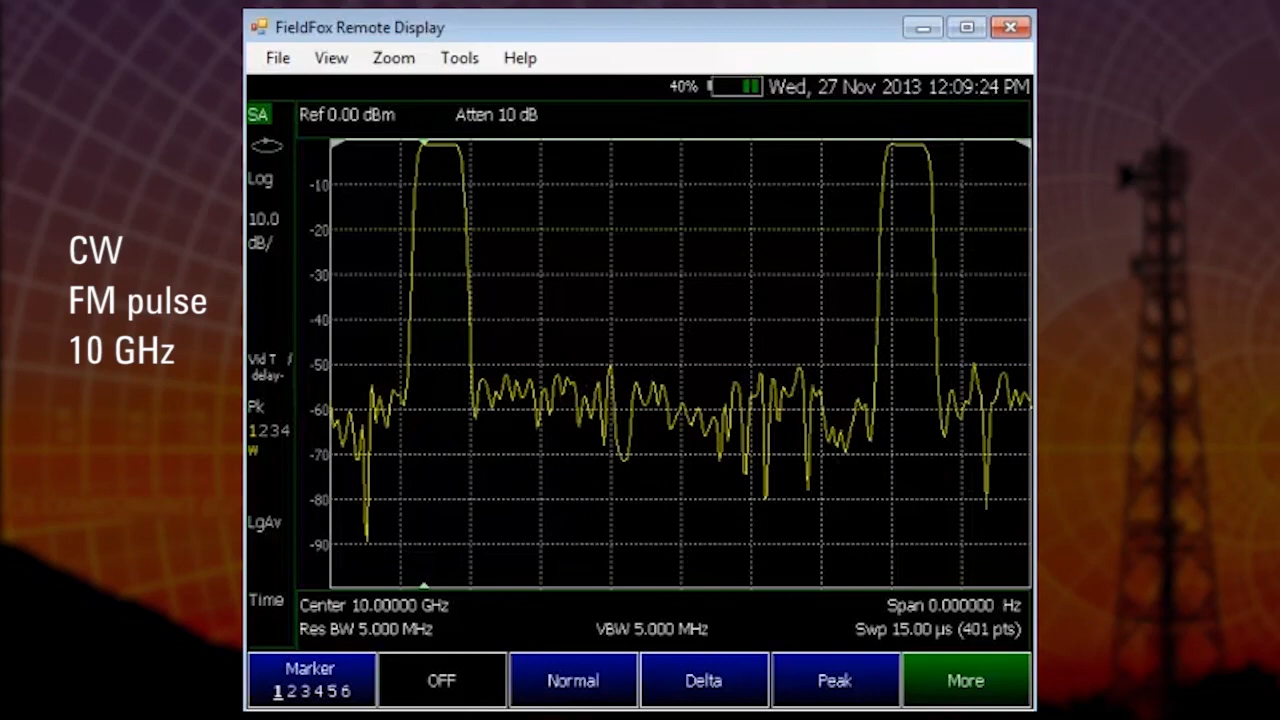 FieldFox Remote Display
File View Zoom Tools Help
40% Wed, 27 Nov 2013 12:09:24 PM
SA Ref 0.00 dBm Atten 10 dB
Log
10.0
dB/
-10
-20
-30
-40
-50
-60
-70
-80
-90
Vid T /
delay-
Pk
1234
W
LgAv
Time
CW
FM pulse
10 GHz
Center 10.00000 GHz Span 0.000000 Hz
Res BW 5.000 MHz VBW 5.000 MHz Swp 15.00 µs (401 pts)
Marker
1 2 3 4 5 6
OFF
Normal
Delta
Peak
More